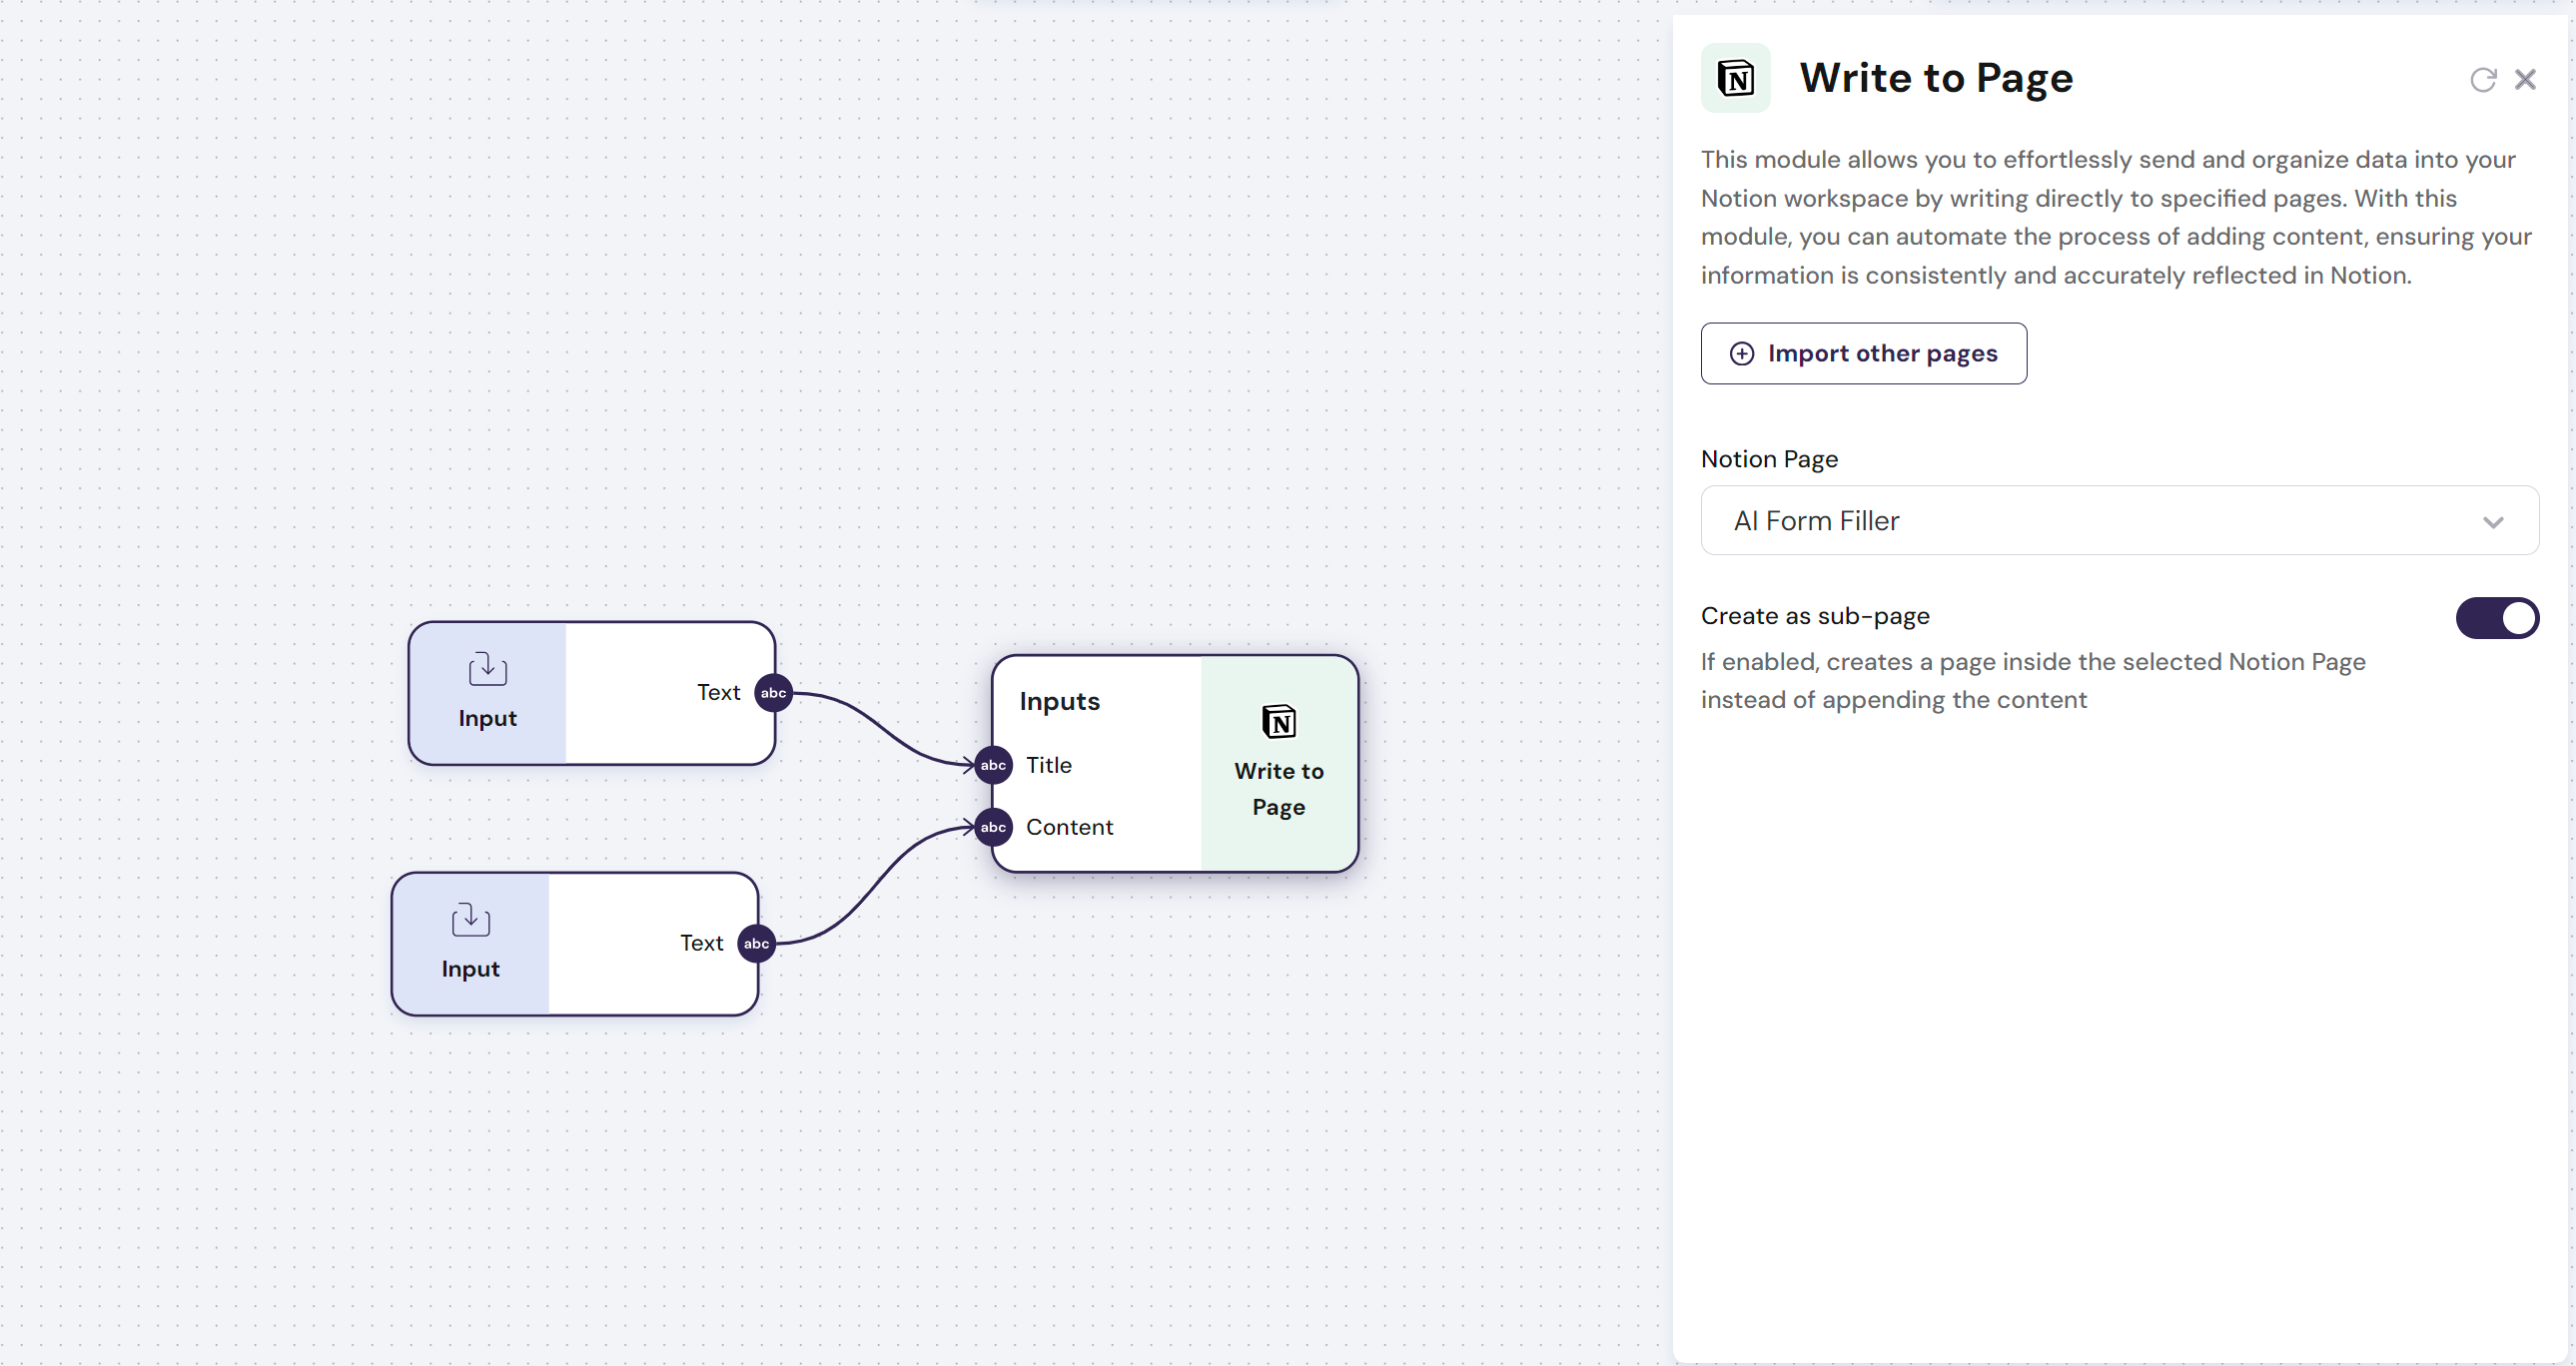 Write to Page
This module allows you to effortlessly send and organize data into your
Notion workspace by writing directly to specified pages. With this
module, you can automate the process of adding content, ensuring your
information is consistently and accurately reflected in Notion.
Import other pages
Notion Page
AI Form Filler
Create as sub-page
If enabled, creates a page inside the selected Notion Page
instead of appending the content
Input
Text
abc
Input
Text
abc
Inputs
abc
Title
abc
Content
N
Write to
Page
N